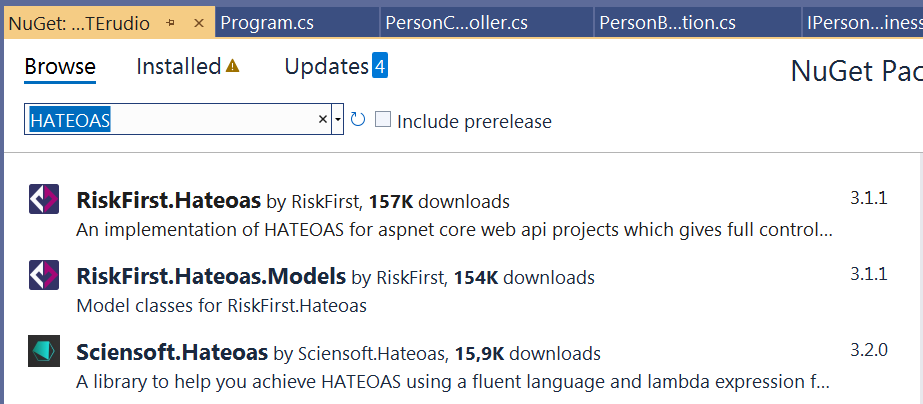 NuGet: ...TErudio
Program.cs
PersonC...oller.cs
PersonB...tion.cs
IPerson...iness
Browse
Installed
Updates 4
NuGet Pac
HATEOAS
Include prerelease
RiskFirst.Hateoas by RiskFirst, 157K downloads 3.1.1
An implementation of HATEOAS for aspnet core web api projects which gives full control...
RiskFirst.Hateoas.Models by RiskFirst, 154K downloads 3.1.1
Model classes for RiskFirst.Hateoas
Sciensoft.Hateoas by Sciensoft.Hateoas, 15,9K downloads 3.2.0
A library to help you achieve HATEOAS using a fluent language and lambda expression f...